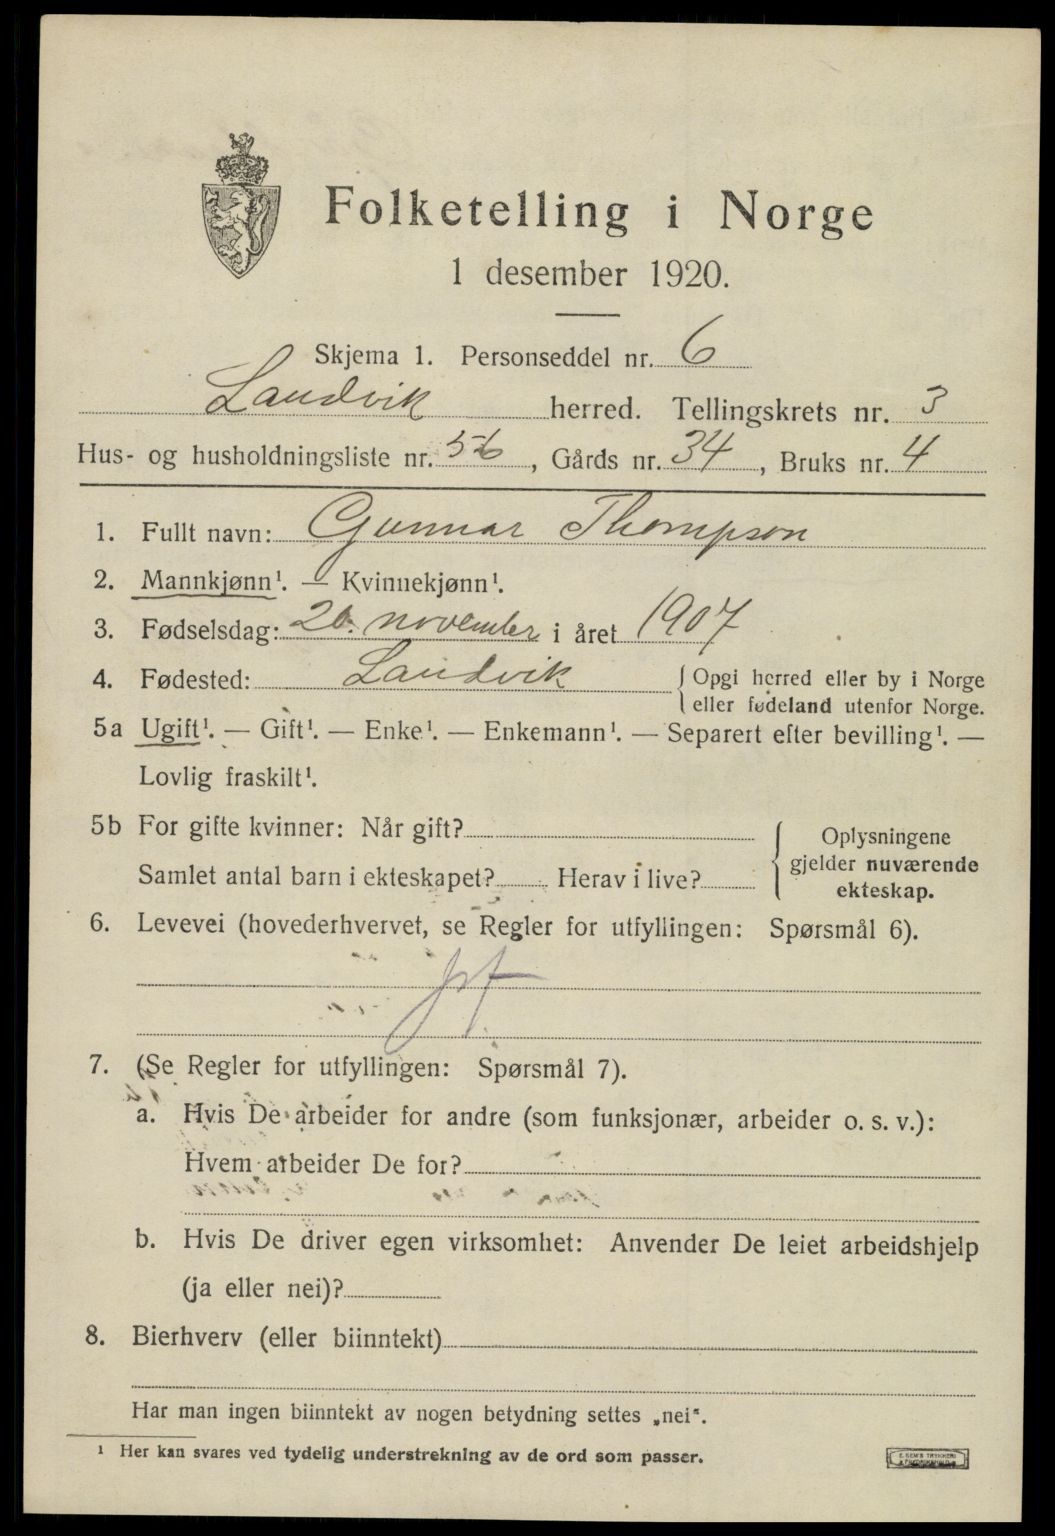 Folketelling i Norge
1 desember 1920.
Skjema 1. Personseddel nr. 6
Landvik herred. Tellingskrets nr. 3
Hus- og husholdningsliste nr. 56, Gårds nr. 34, Bruks nr. 4
1. Fullt navn: Gunnar Thompson
2. Mannkjønn¹. — Kvinnekjønn¹.
3. Fødselsdag: november i året 1907
4. Fødested: Landvik { Opgi herred eller by i Norge
eller fødeland utenfor Norge.
5a Ugift¹. — Gift¹. — Enke¹. — Enkemann¹. — Separert efter bevilling¹. —
Lovlig fraskilt¹.
5b For gifte kvinner: Når gift?
Samlet antal barn i ekteskapet? Herav i live?
{ Oplysningene
gjelder nuværende
ekteskap.
6. Levevei (hovederhvervet, se Regler for utfyllingen: Spørsmål 6).
7. (Se Regler for utfyllingen: Spørsmål 7).
a. Hvis De arbeider for andre (som funksjonær, arbeider o. s. v.):
Hvem arbeider De for?
b. Hvis De driver egen virksomhet: Anvender De leiet arbeidshjelp
(ja eller nei)?
8. Bierhverv (eller biinntekt)
Har man ingen biinntekt av nogen betydning settes „nei“.
¹ Her kan svares ved tydelig understrekning av de ord som passer.